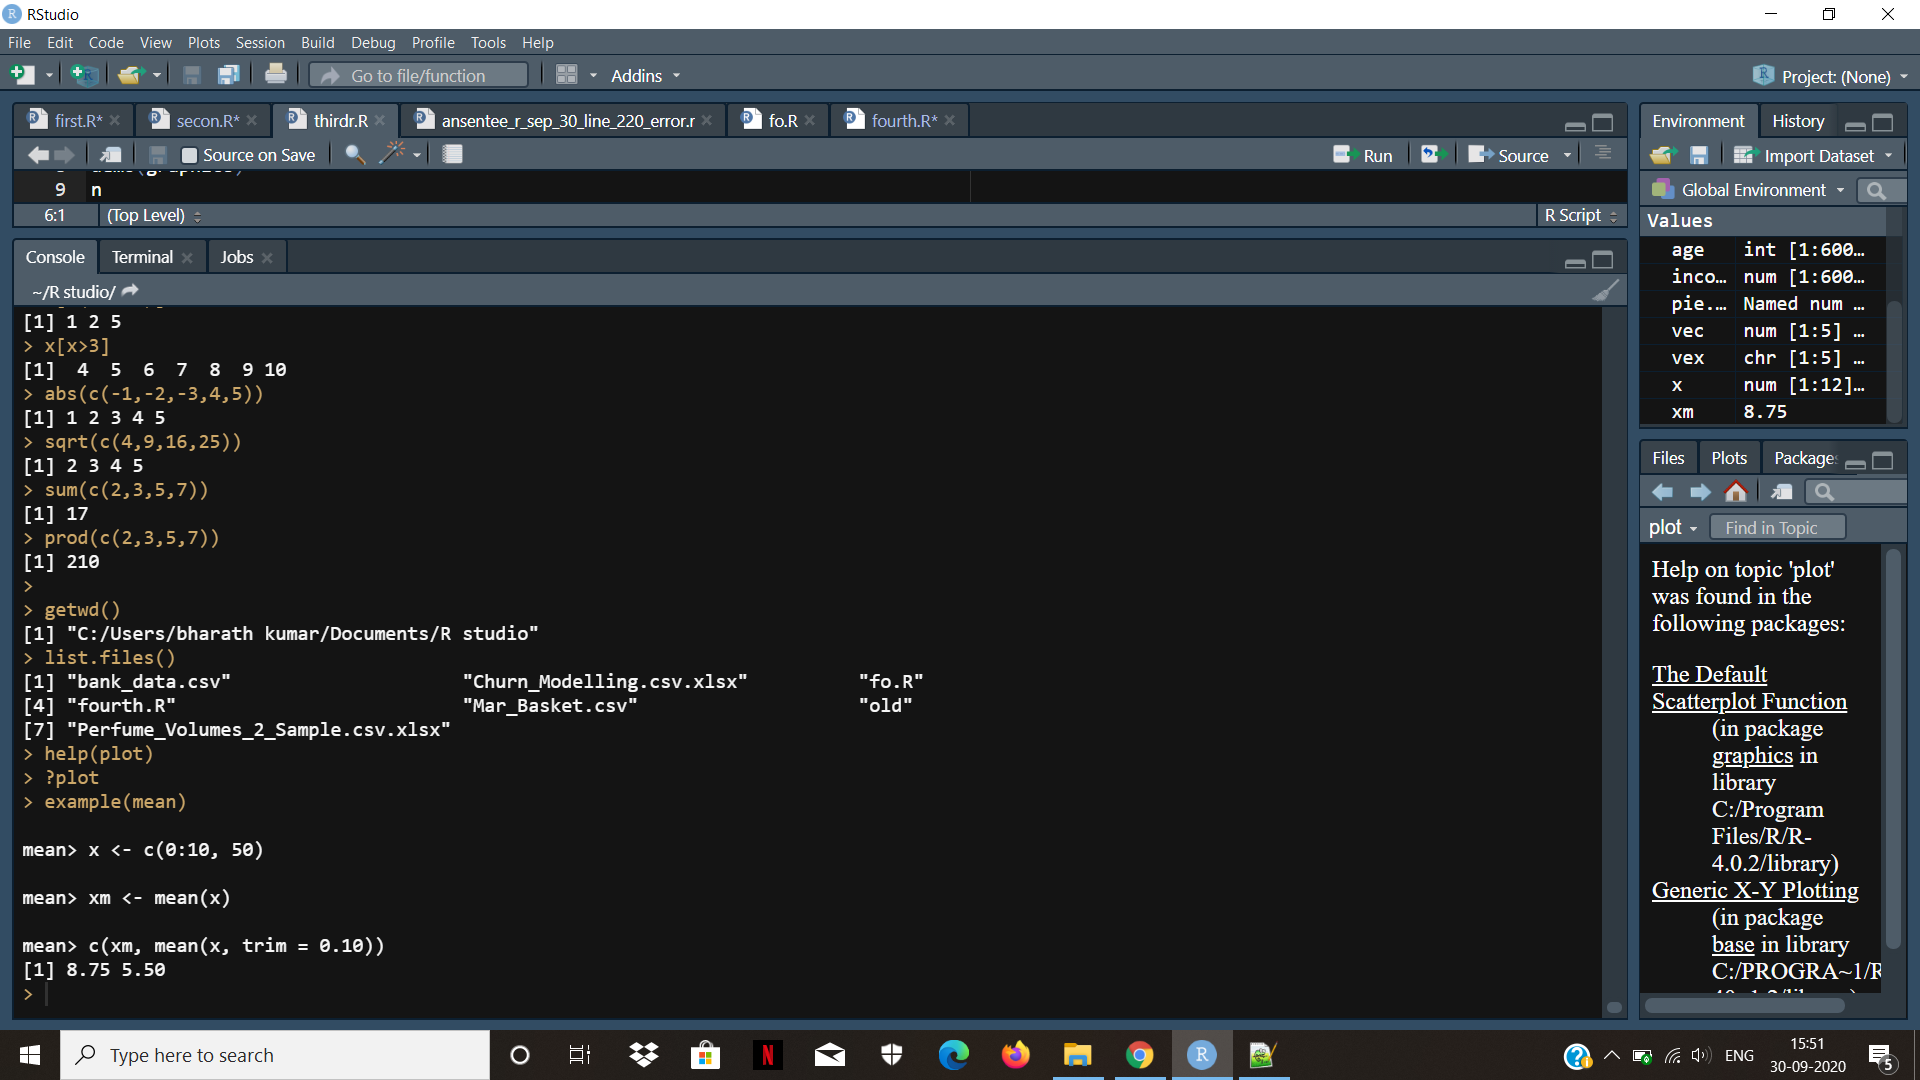 RStudio
File Edit Code View Plots Session Build Debug Profile Tools Help
Go to file/function Addins Project: (None)
first.R* secon.R* thirdr.R ansentee_r_sep_30_line_220_error.r fo.R fourth.R*
Source on Save Run Source
9 n
6:1 (Top Level) R Script
Console Terminal Jobs
~/R studio/
[1] 1 2 5
> x[x>3]
[1]  4  5  6  7  8  9 10
> abs(c(-1,-2,-3,4,5))
[1] 1 2 3 4 5
> sqrt(c(4,9,16,25))
[1] 2 3 4 5
> sum(c(2,3,5,7))
[1] 17
> prod(c(2,3,5,7))
[1] 210
>
> getwd()
[1] "C:/Users/bharath kumar/Documents/R studio"
> list.files()
[1] "bank_data.csv" "Churn_Modelling.csv.xlsx" "fo.R"
[4] "fourth.R" "Mar_Basket.csv" "old"
[7] "Perfume_Volumes_2_Sample.csv.xlsx"
> help(plot)
> ?plot
> example(mean)
mean> x <- c(0:10, 50)
mean> xm <- mean(x)
mean> c(xm, mean(x, trim = 0.10))
[1] 8.75 5.50
>
Environment History
Import Dataset
Global Environment
Values
age int [1:600…
inco… num [1:600…
pie.… Named num …
vec num [1:5] …
vex chr [1:5] …
x num [1:12]…
xm 8.75
Files Plots Package
plot Find in Topic
Help on topic 'plot'
was found in the
following packages:
The Default
Scatterplot Function
(in package
graphics in
library
C:/Program
Files/R/R-
4.0.2/library)
Generic X-Y Plotting
(in package
base in library
C:/PROGRA~1/R
Type here to search
N
R
ENG
15:51
30-09-2020
5